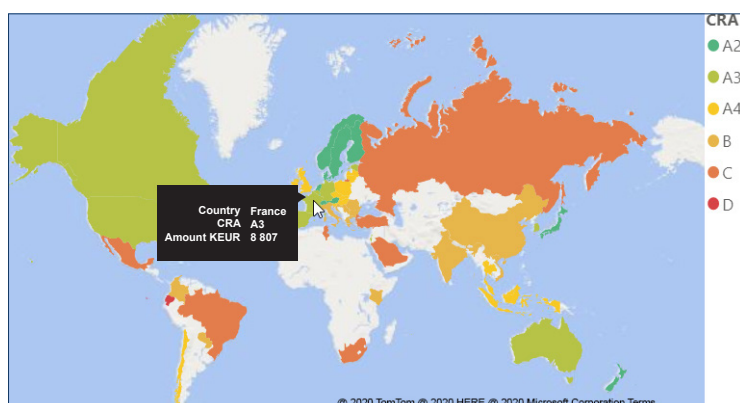 CRA
A2
A3
A4
B
C
D
Country France
CRA A3
Amount KEUR 8 807
@ 2020 TomTom @ 2020 HERE @ 2020 Microsoft Corporation Terms